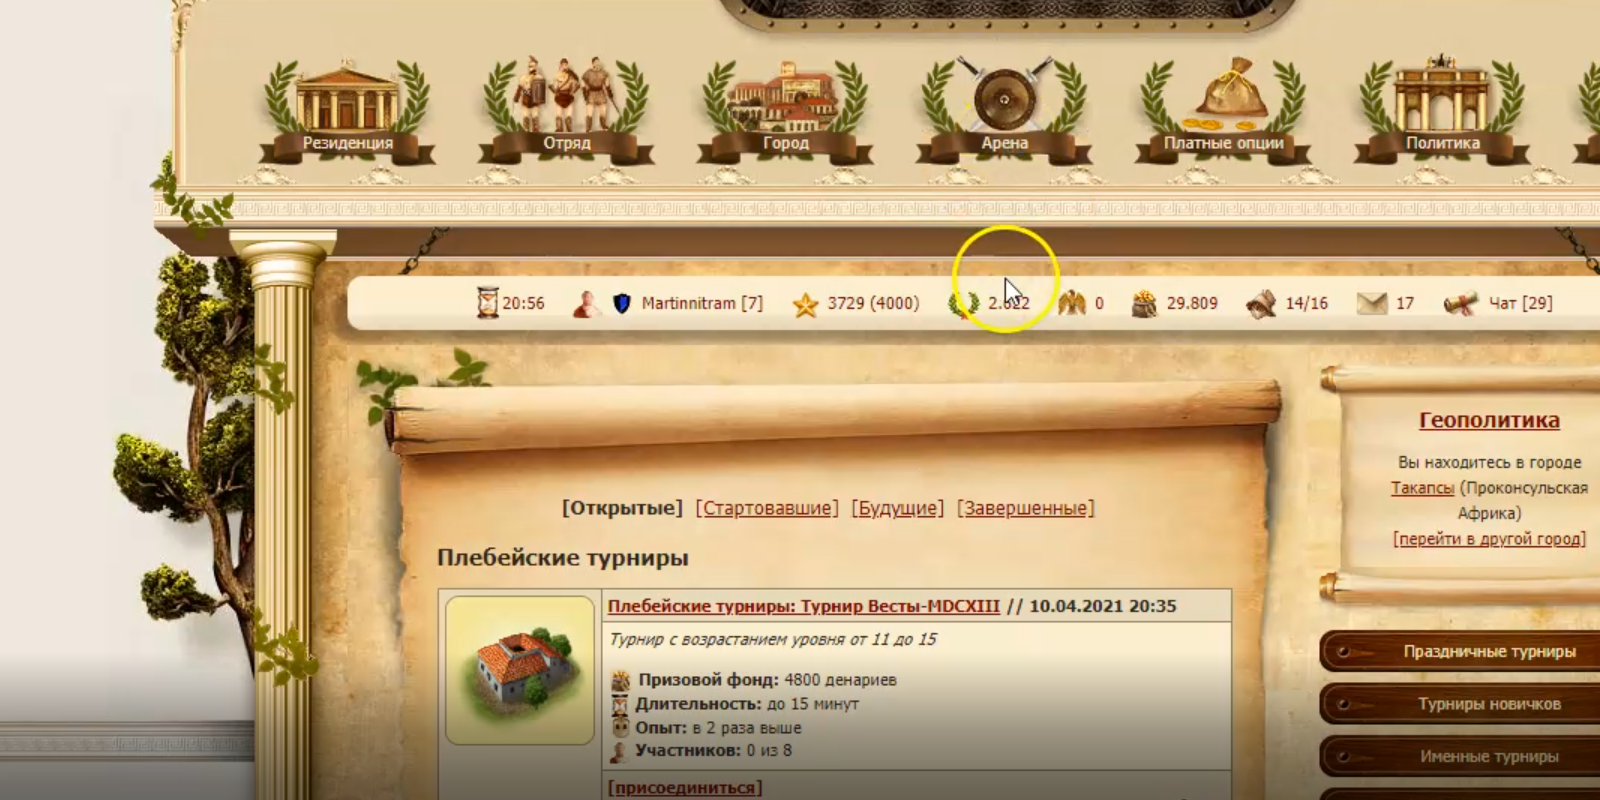 Резиденция Отряд Город Арена Платные опции Политика
20:56 Martinnitram [7] 3729 (4000) 0 29.809 14/16 17 Чат [29]
[Открытые] [Стартовавшие] [Будущие] [Завершенные]
Плебейские турниры
Плебейские турниры: Турнир Весты-MDCXIII // 10.04.2021 20:35
Турнир с возрастанием уровня от 11 до 15
Призовой фонд: 4800 денариев
Длительность: до 15 минут
Опыт: в 2 раза выше
Участников: 0 из 8
[присоединиться]
Геополитика
Вы находитесь в городе
Такапсы (Проконсульская
Африка)
[перейти в другой город]
Праздничные турниры
Турниры новичков
Именные турниры